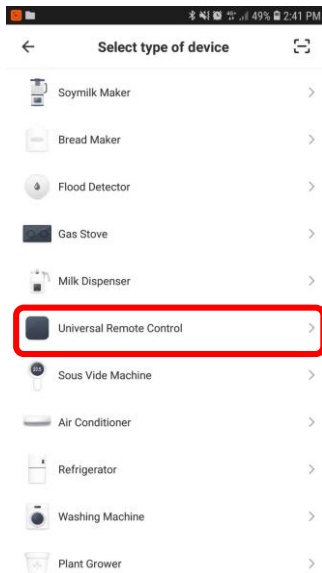 49% 2:41 PM
Select type of device
Soymilk Maker
Bread Maker
Flood Detector
Gas Stove
Milk Dispenser
Universal Remote Control
Sous Vide Machine
Air Conditioner
Refrigerator
Washing Machine
Plant Grower